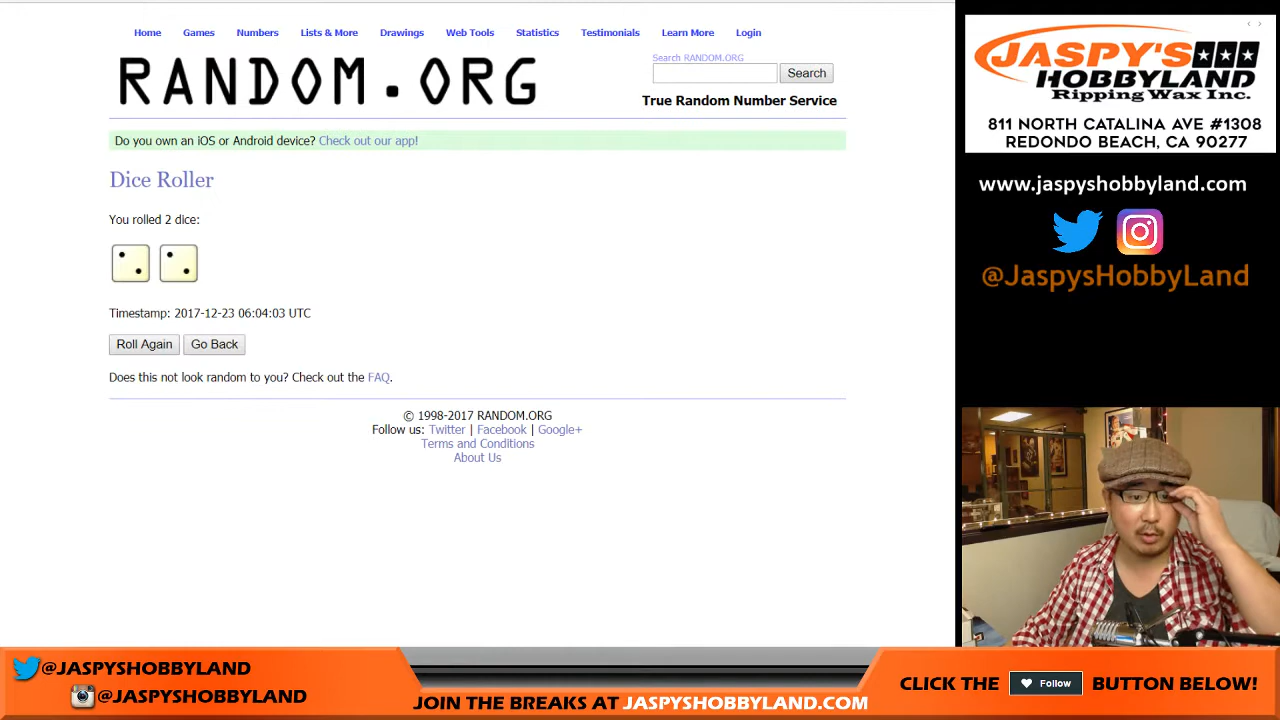 Home Games Numbers Lists & More Drawings Web Tools Statistics Testimonials Learn More Login
RANDOM.ORG
Search RANDOM.ORG
Search
True Random Number Service
Do you own an iOS or Android device? Check out our app!
Dice Roller
You rolled 2 dice:
Timestamp: 2017-12-23 06:04:03 UTC
Roll Again Go Back
Does this not look random to you? Check out the FAQ.
© 1998-2017 RANDOM.ORG
Follow us: Twitter | Facebook | Google+
Terms and Conditions
About Us
JASPY'S
HOBBYLAND
Ripping Wax Inc.
811 NORTH CATALINA AVE #1308
REDONDO BEACH, CA 90277
www.jaspyshobbyland.com
@JaspysHobbyLand
@JASPYSHOBBYLAND
@JASPYSHOBBYLAND
JOIN THE BREAKS AT JASPYSHOBBYLAND.COM
CLICK THE Follow BUTTON BELOW!